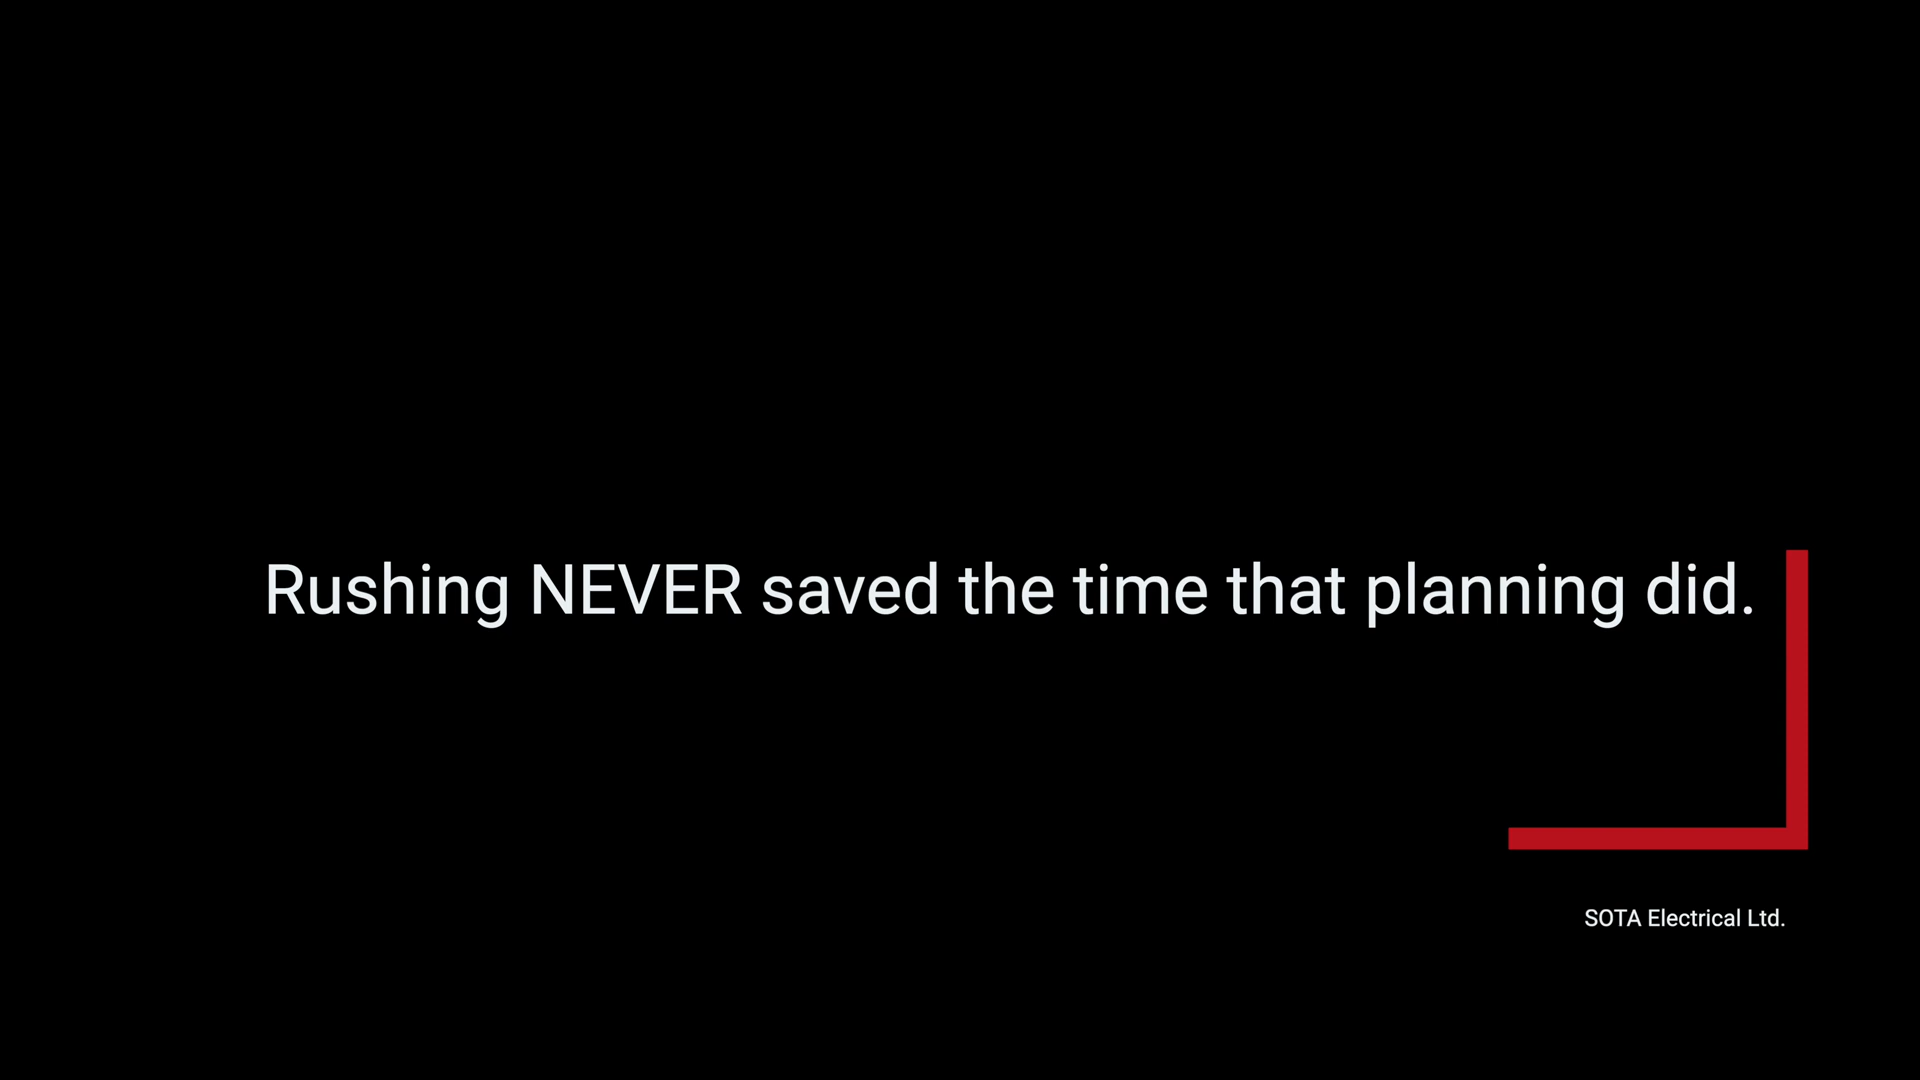 Rushing NEVER saved the time that planning did.
SOTA Electrical Ltd.